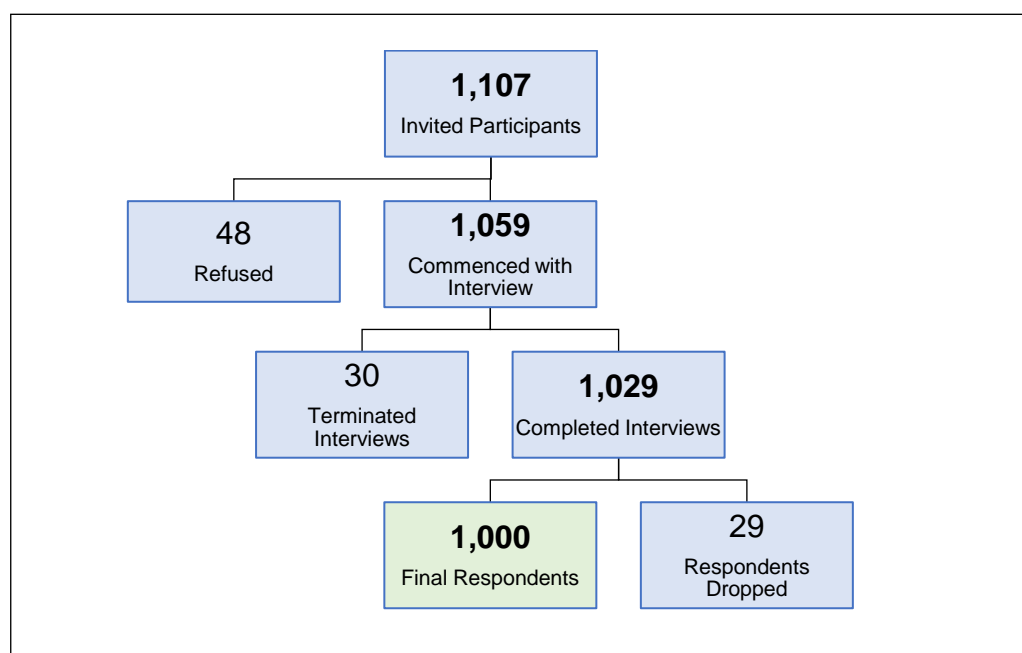 1,107
Invited Participants
48
Refused
1,059
Commenced with
Interview
30
Terminated
Interviews
1,029
Completed Interviews
1,000
Final Respondents
29
Respondents
Dropped